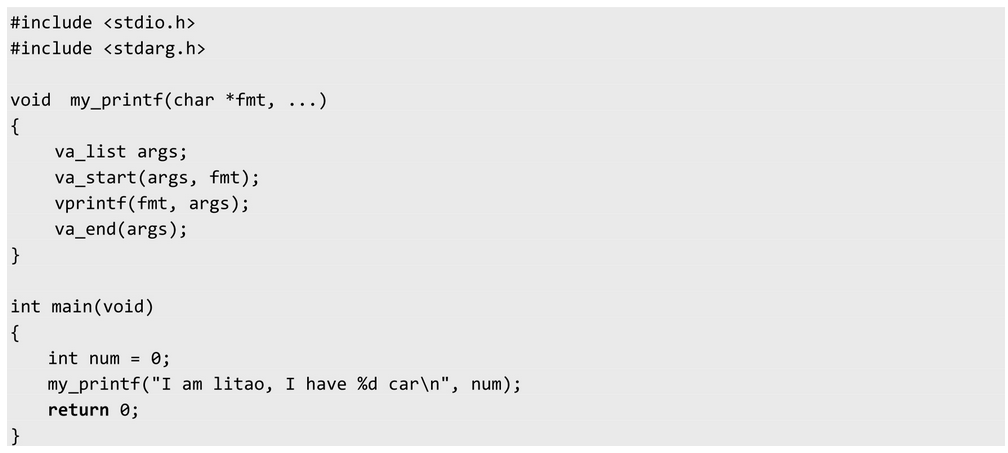 #include <stdio.h>
#include <stdarg.h>
void  my_printf(char *fmt, ...)
{
    va_list args;
    va_start(args, fmt);
    vprintf(fmt, args);
    va_end(args);
}
int main(void)
{
    int num = 0;
    my_printf("I am litao, I have %d car\n", num);
    return 0;
}